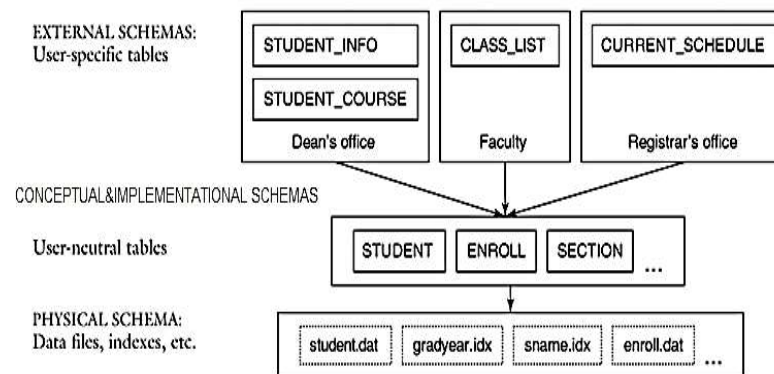 EXTERNAL SCHEMAS:
User-specific tables
STUDENT_INFO
STUDENT_COURSE
Dean's office
CLASS_LIST
Faculty
CURRENT_SCHEDULE
Registrar's office
CONCEPTUAL&IMPLEMENTATIONAL SCHEMAS
User-neutral tables
STUDENT
ENROLL
SECTION
...
PHYSICAL SCHEMA:
Data files, indexes, etc.
student.dat
gradyear.idx
sname.idx
enroll.dat
...